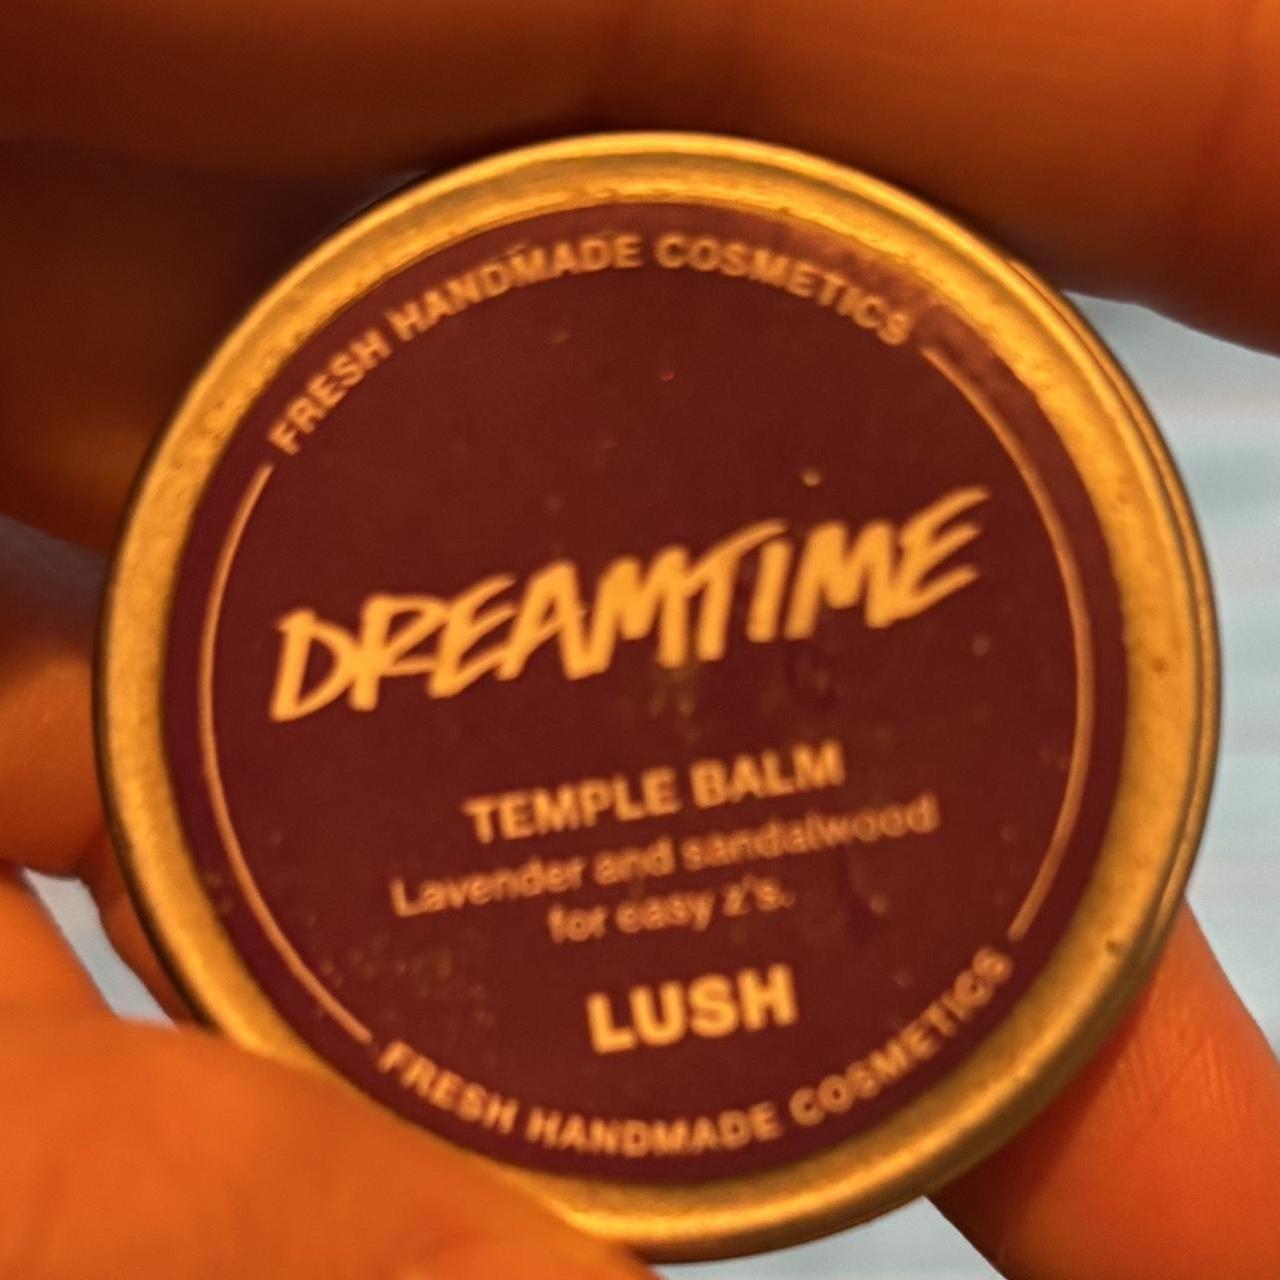 FRESH HANDMADE COSMETICS
DREAMTIME
TEMPLE BALM
Lavender and sandalwood
for easy z's.
LUSH
FRESH HANDMADE COSMETICS